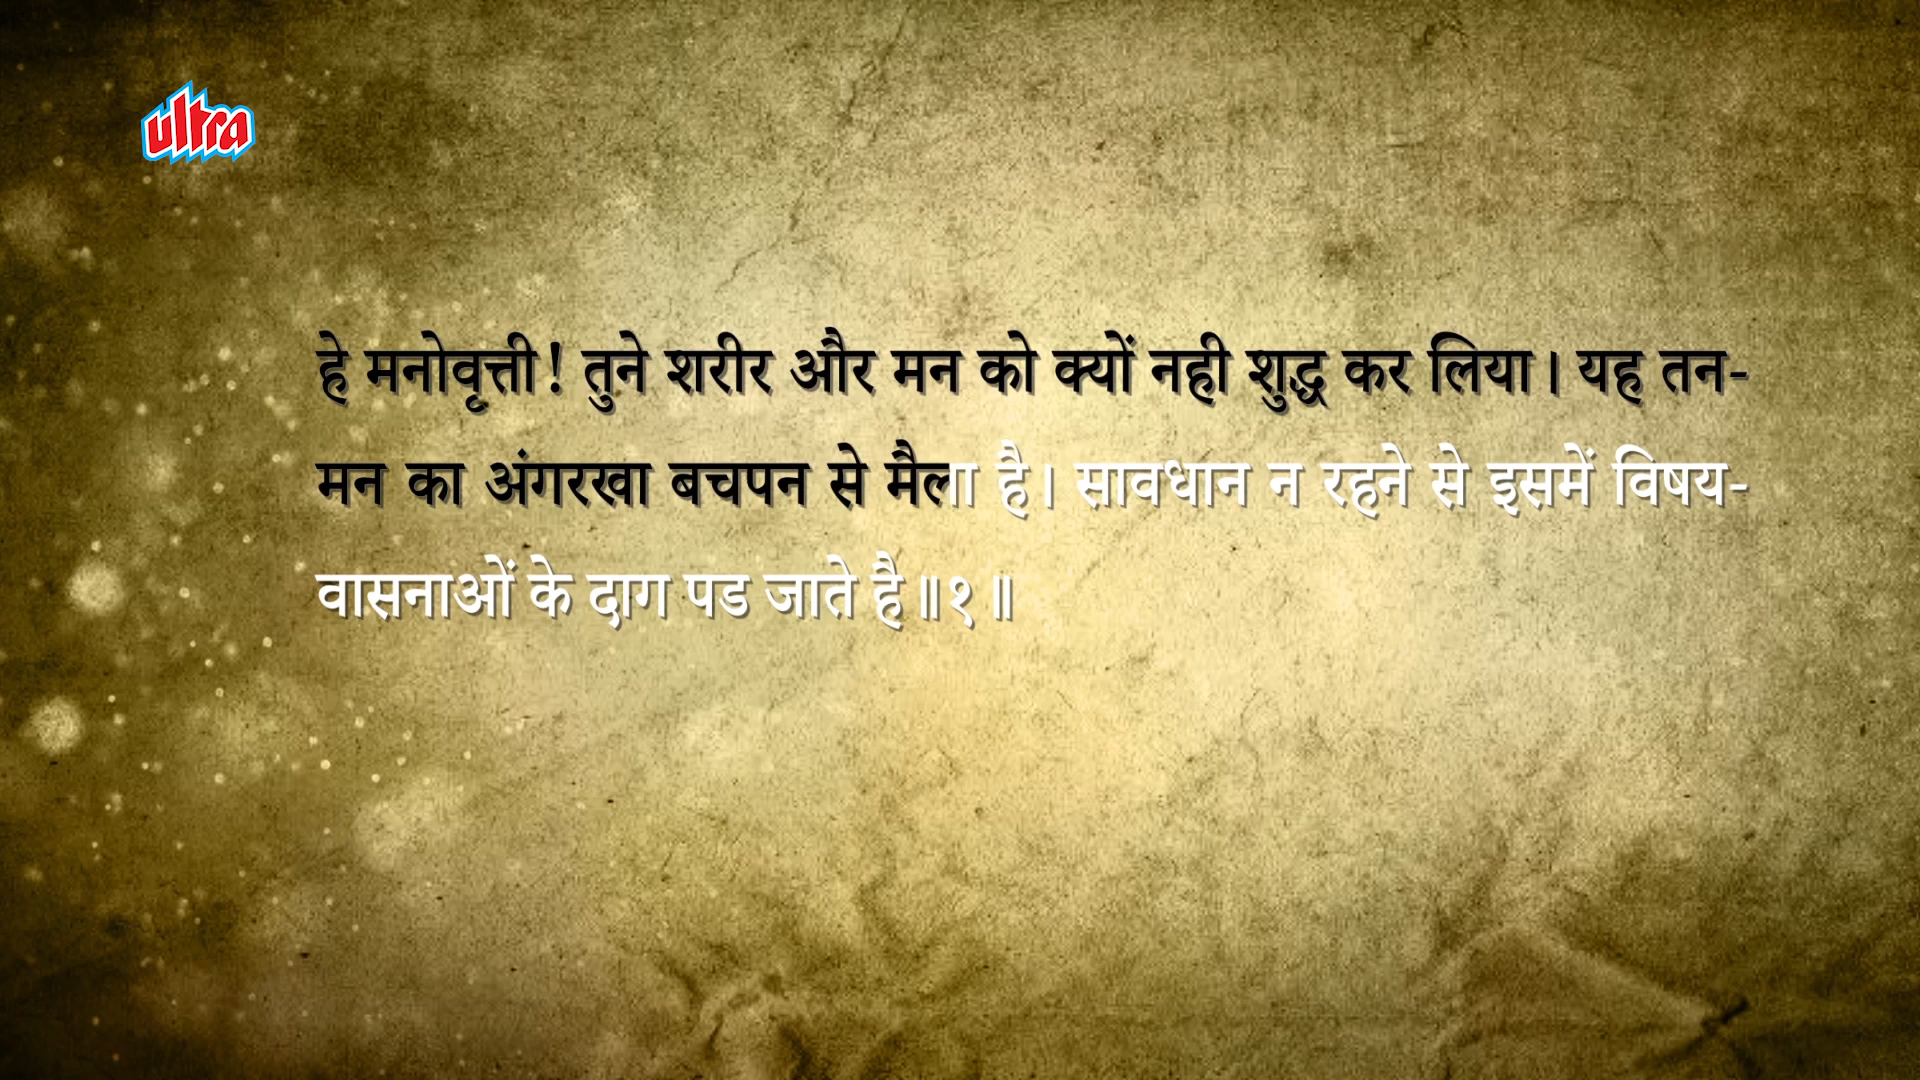 ultra
हे मनोवृत्ती! तुने शरीर और मन को क्यों नही शुद्ध कर लिया। यह तन-
मन का अंगरखा बचपन से मैला है। सावधान न रहने से इसमें विषय-
वासनाओं के दाग पड जाते है॥१॥